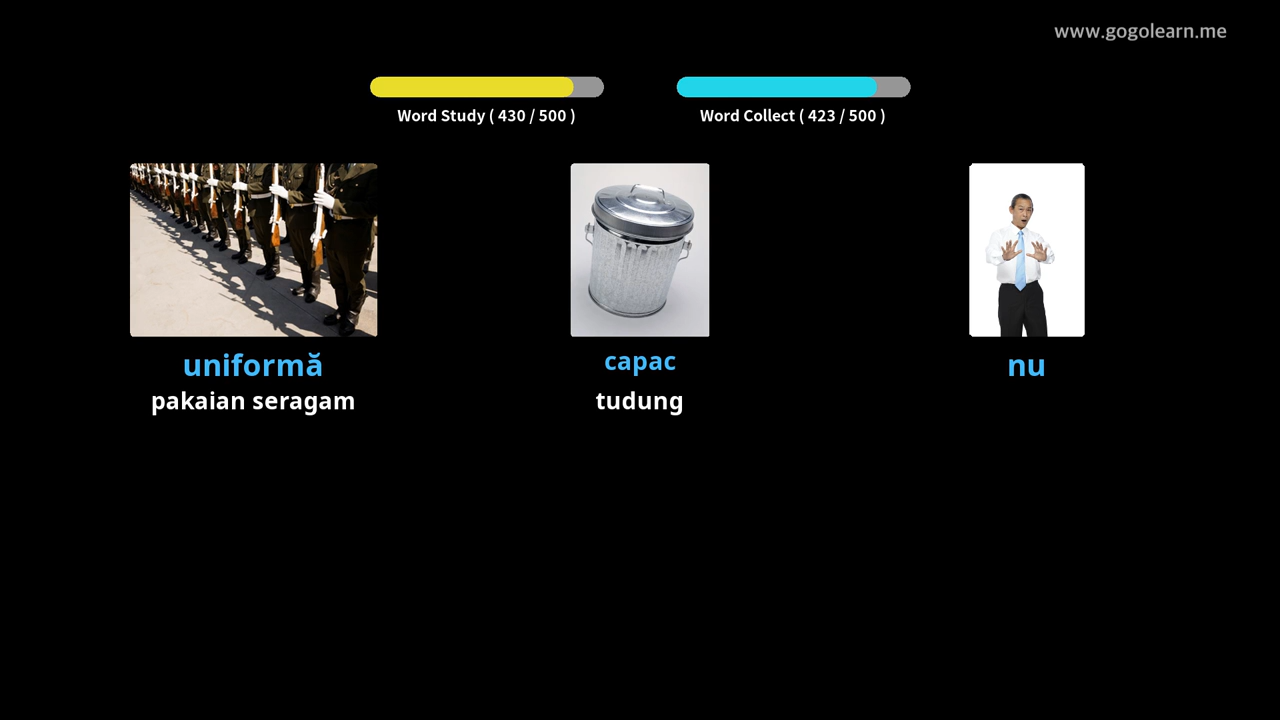 www.gogolearn.me
Word Study ( 430 / 500 )
Word Collect ( 423 / 500 )
uniformă
pakaian seragam
capac
tudung
nu